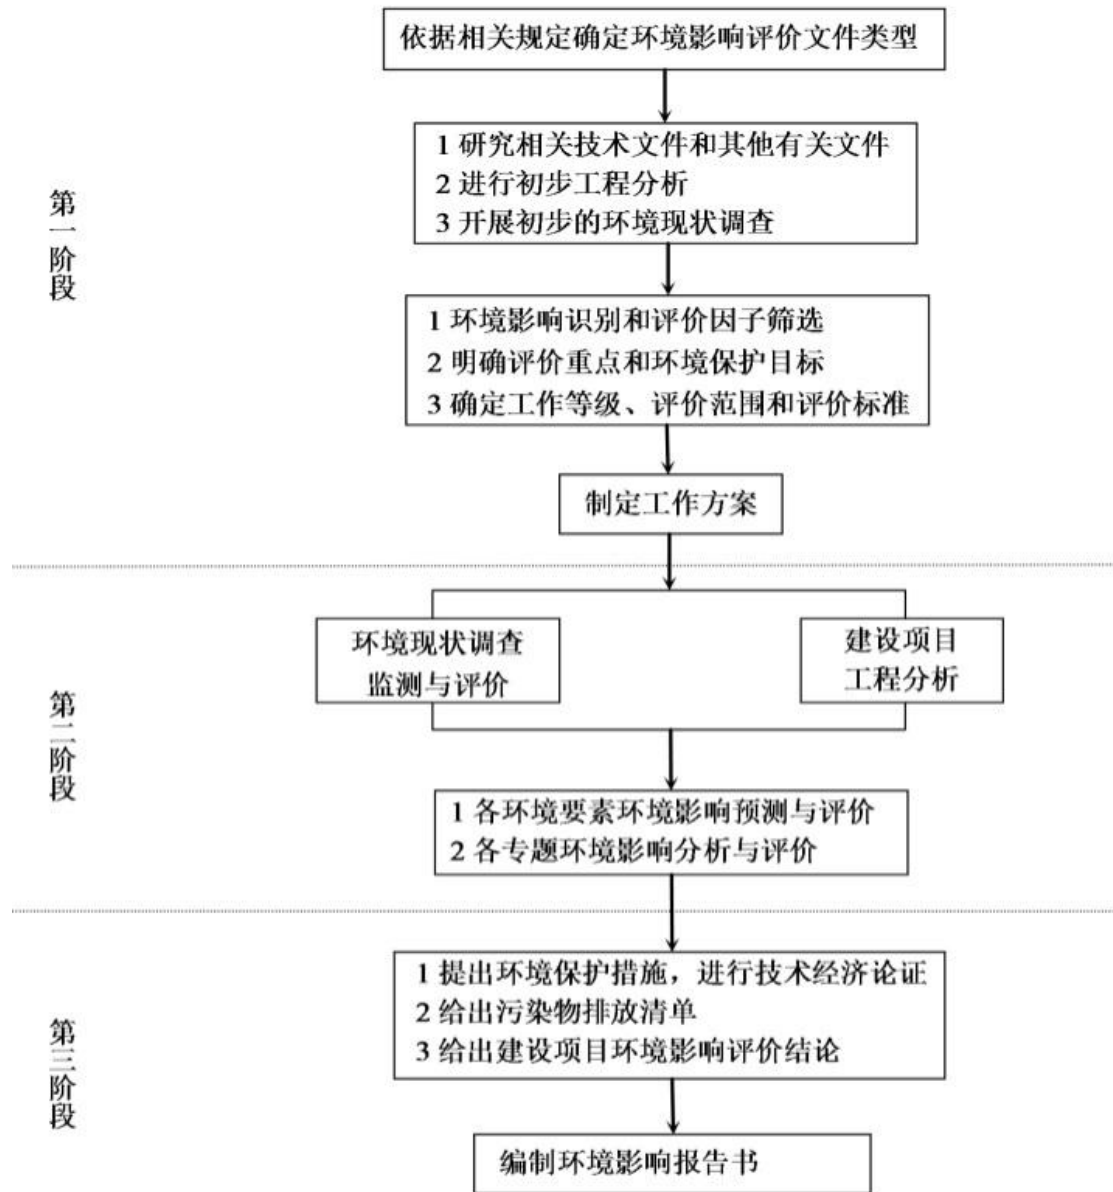 依据相关规定确定环境影响评价文件类型
1 研究相关技术文件和其他有关文件
2 进行初步工程分析
3 开展初步的环境现状调查
第一阶段
1 环境影响识别和评价因子筛选
2 明确评价重点和环境保护目标
3 确定工作等级、评价范围和评价标准
制定工作方案
环境现状调查
监测与评价
建设项目
工程分析
第二阶段
1 各环境要素环境影响预测与评价
2 各专题环境影响分析与评价
1 提出环境保护措施，进行技术经济论证
2 给出污染物排放清单
3 给出建设项目环境影响评价结论
第三阶段
编制环境影响报告书